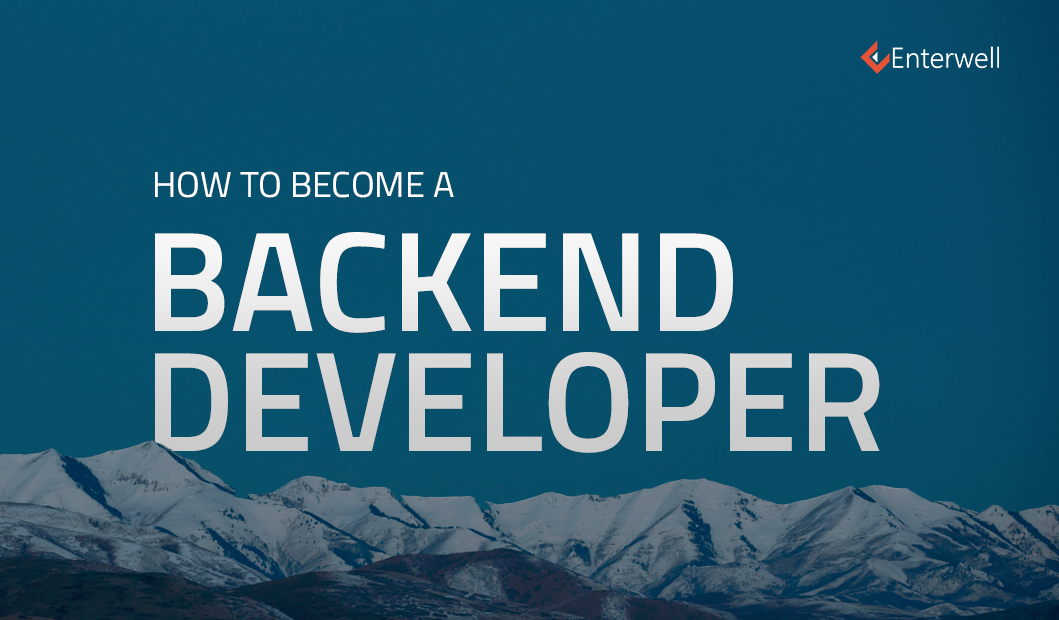 Enterwell
HOW TO BECOME A
BACKEND
DEVELOPER